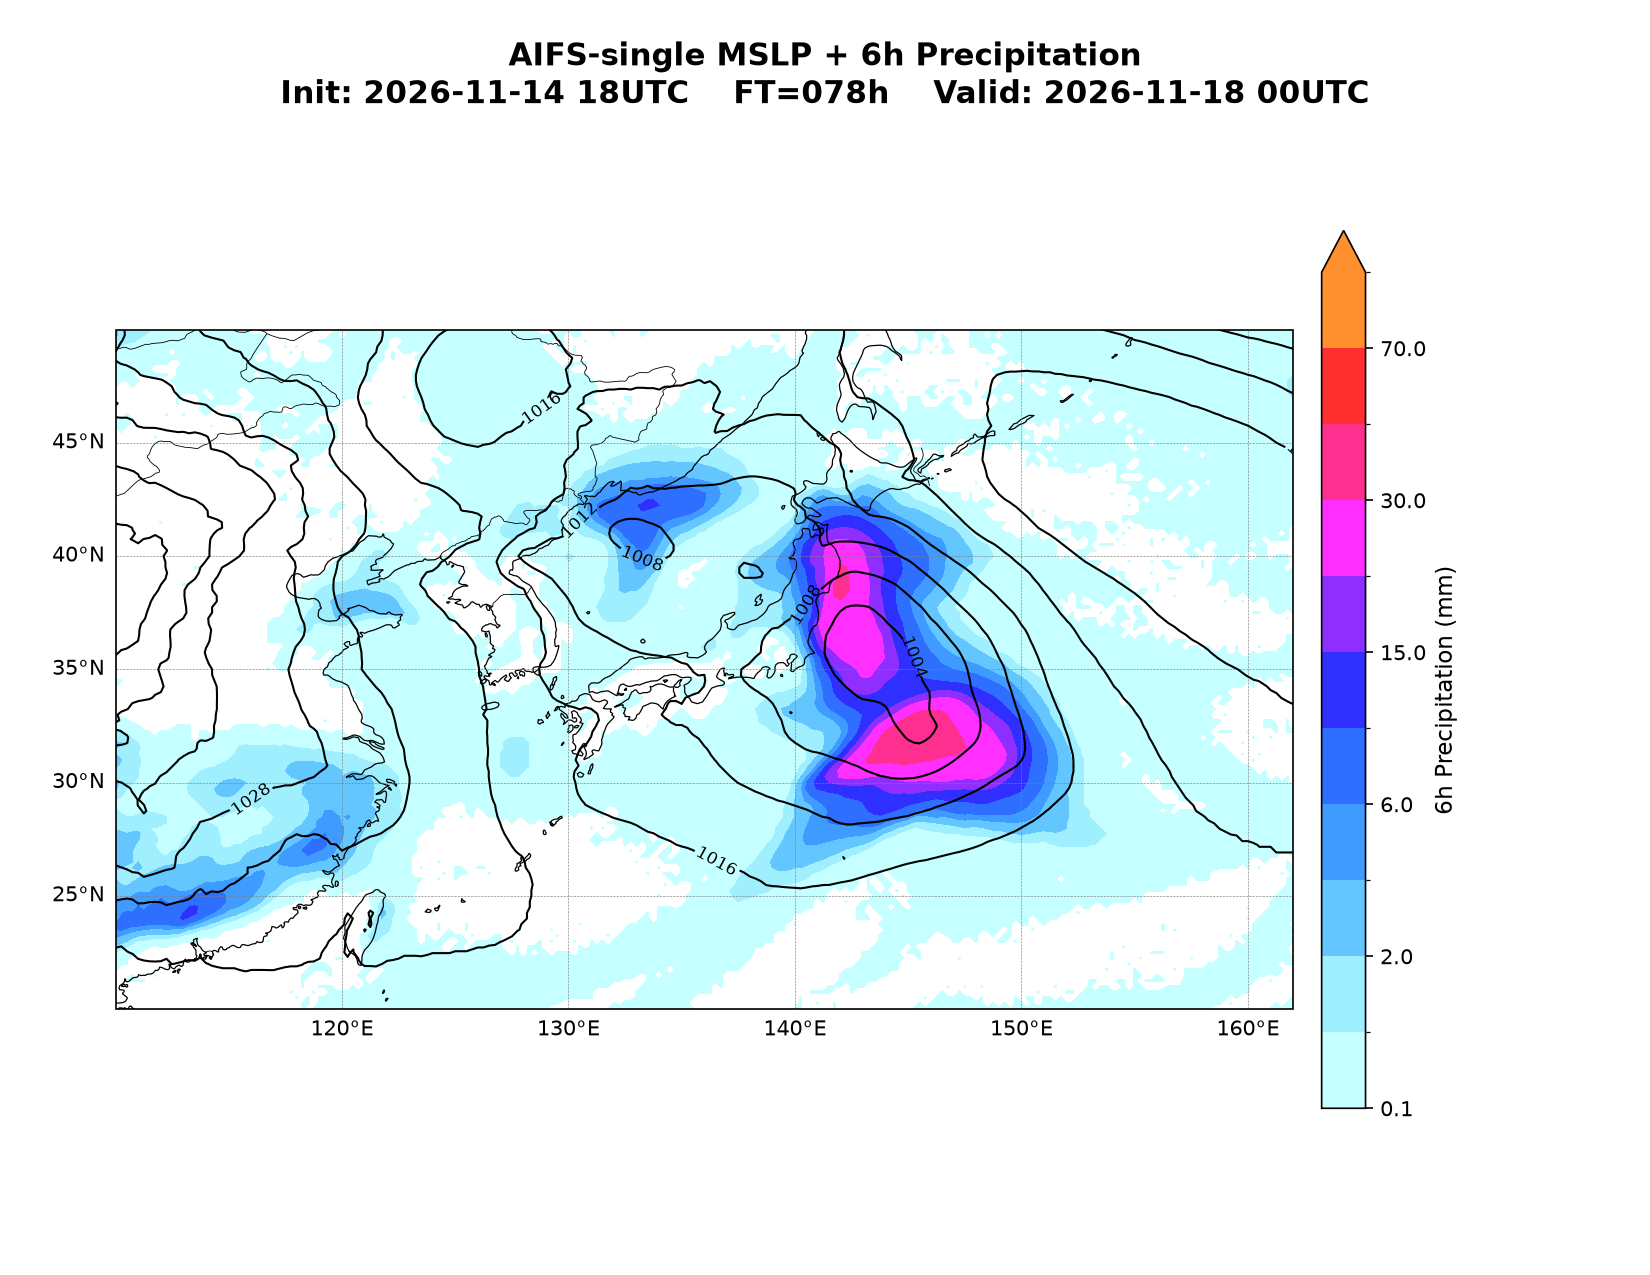 AIFS-single MSLP + 6h Precipitation
Init: 2026-11-14 18UTC    FT=078h    Valid: 2026-11-18 00UTC
70.0
30.0
15.0
6.0
2.0
0.1
6h Precipitation (mm)
45°N
40°N
35°N
30°N
25°N
120°E
130°E
140°E
150°E
160°E
1016
1012
1008
1008
1004
1028
1016